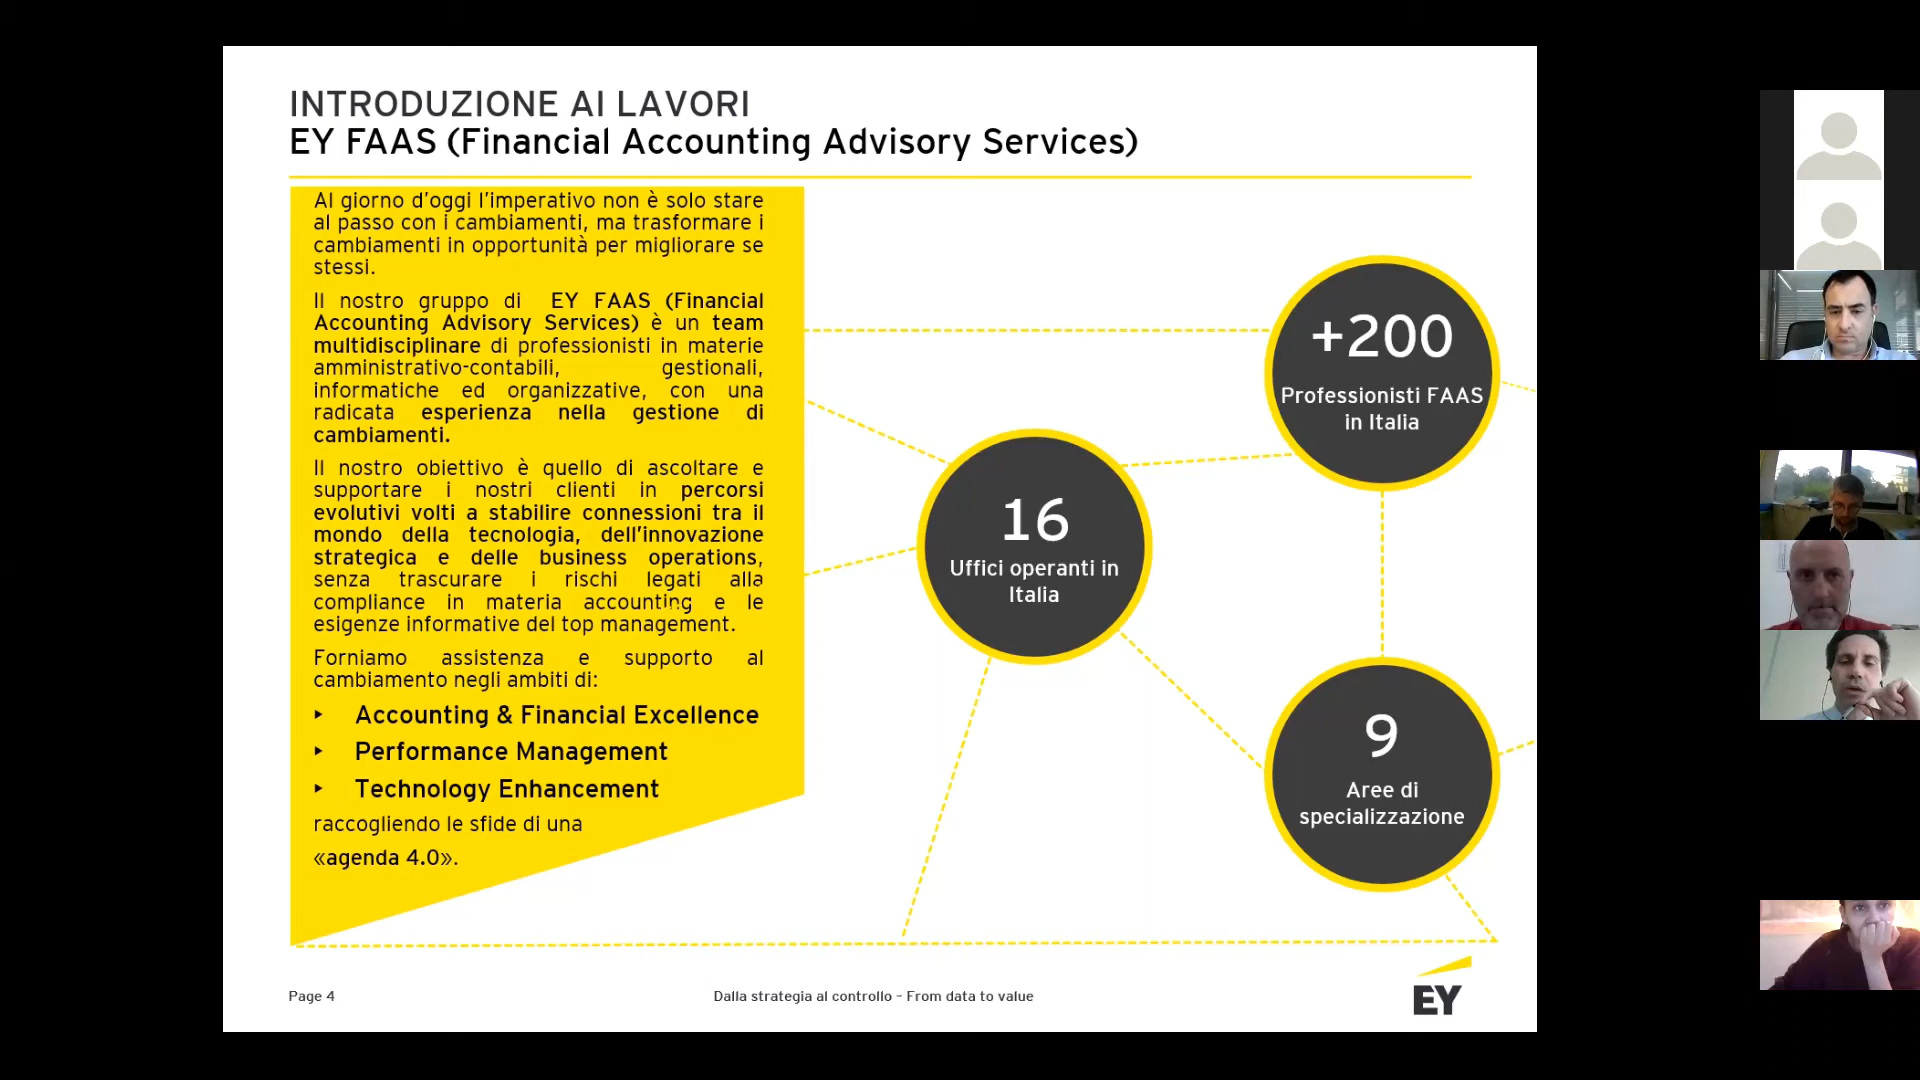 INTRODUZIONE AI LAVORI
EY FAAS (Financial Accounting Advisory Services)
Al giorno d'oggi l'imperativo non è solo stare
al passo con i cambiamenti, ma trasformare i
cambiamenti in opportunità per migliorare se
stessi.
Il nostro gruppo di EY FAAS (Financial
Accounting Advisory Services) è un team
multidisciplinare di professionisti in materie
amministrativo-contabili, gestionali,
informatiche ed organizzative, con una
radicata esperienza nella gestione di
cambiamenti.
Il nostro obiettivo è quello di ascoltare e
supportare i nostri clienti in percorsi
evolutivi volti a stabilire connessioni tra il
mondo della tecnologia, dell'innovazione
strategica e delle business operations,
senza trascurare i rischi legati alla
compliance in materia accounting e le
esigenze informative del top management.
Forniamo assistenza e supporto al
cambiamento negli ambiti di:
▸ Accounting & Financial Excellence
▸ Performance Management
▸ Technology Enhancement
raccogliendo le sfide di una
«agenda 4.0».
+200
Professionisti FAAS
in Italia
16
Uffici operanti in
Italia
9
Aree di
specializzazione
Page 4
Dalla strategia al controllo – From data to value
EY